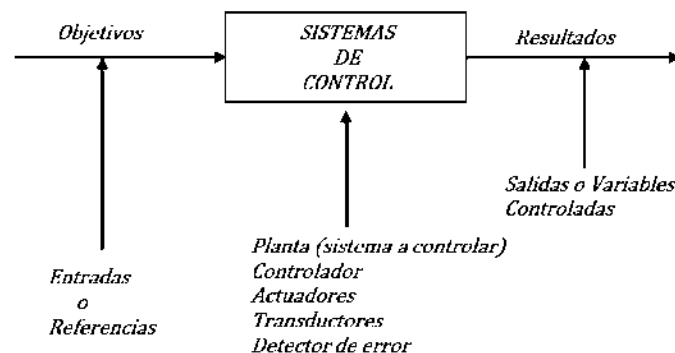 Objetivos
SISTEMAS
DE
CONTROL
Resultados
Salidas o Variables
Controladas
Entradas
o
Referencias
Planta (sistema a controlar)
Controlador
Actuadores
Transductores
Detector de error